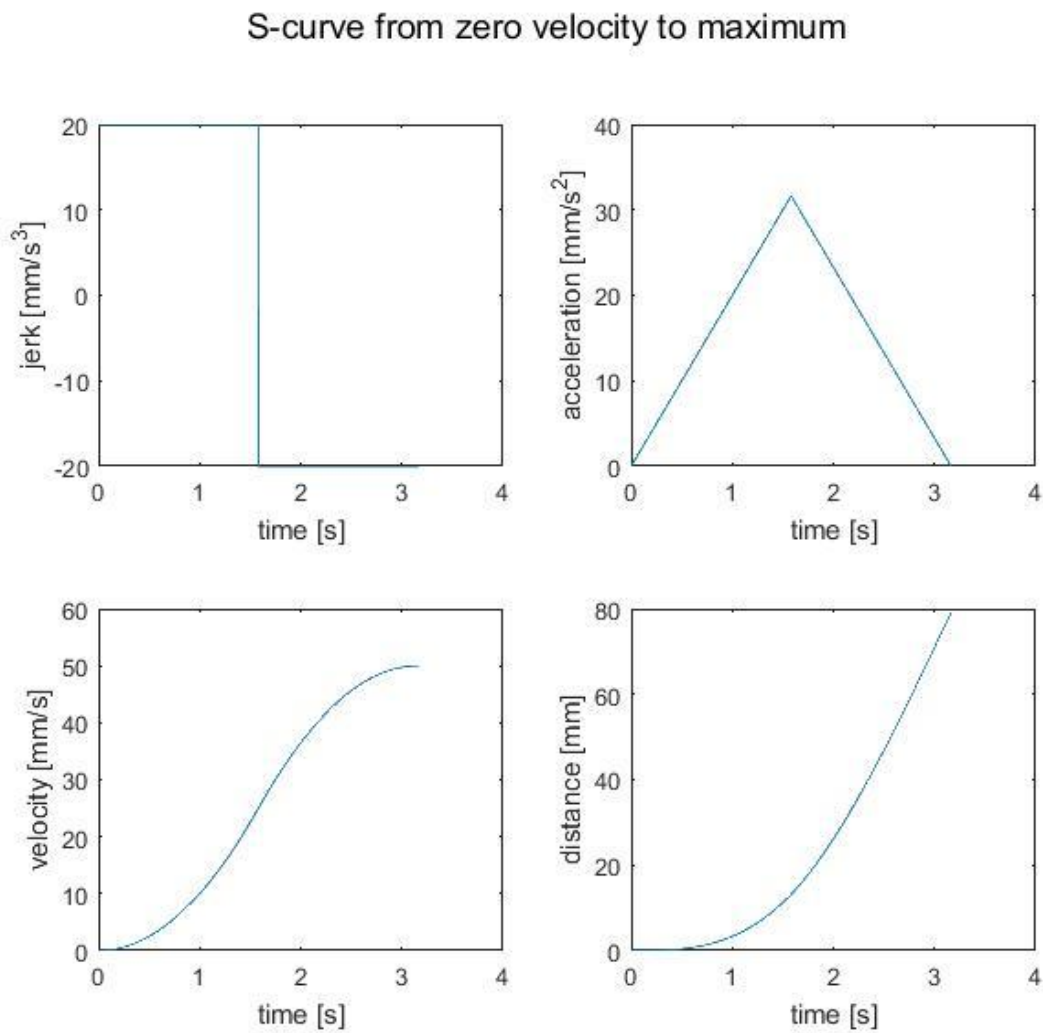 S-curve from zero velocity to maximum
20
10
0
-10
-20
jerk [mm/s3]
0 1 2 3 4
time [s]
40
30
20
10
0
acceleration [mm/s2]
0 1 2 3 4
time [s]
60
50
40
30
20
10
0
velocity [mm/s]
0 1 2 3 4
time [s]
80
60
40
20
0
distance [mm]
0 1 2 3 4
time [s]